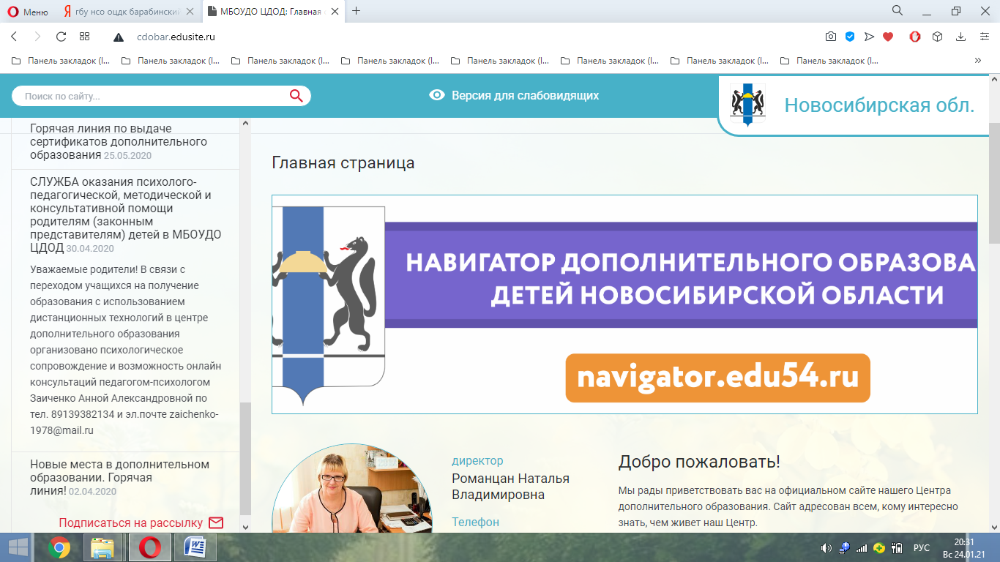 Меню
гбу нсо оцдк барабинский
МБОУДО ЦДОД: Главная
cdobar.edusite.ru
Панель закладок (I...
Панель закладок (I...
Панель закладок (I...
Панель закладок (I...
Панель закладок (I...
Панель закладок (I...
Панель закладок (I...
Панель закладок (I...
Поиск по сайту...
Версия для слабовидящих
Новосибирская обл.
Горячая линия по выдаче
сертификатов дополнительного
образования 25.05.2020
СЛУЖБА оказания психолого-
педагогической, методической и
консультативной помощи
родителям (законным
представителям) детей в МБОУДО
ЦДОД 30.04.2020
Уважаемые родители! В связи с
переходом учащихся на получение
образования с использованием
дистанционных технологий в центре
дополнительного образования
организовано психологическое
сопровождение и возможность онлайн
консультаций педагогом-психологом
Заиченко Анной Александровной по
тел. 89139382134 и эл.почте zaichenko-
1978@mail.ru
Новые места в дополнительном
образовании. Горячая
линия! 02.04.2020
Подписаться на рассылку
Главная страница
НАВИГАТОР ДОПОЛНИТЕЛЬНОГО ОБРАЗОВА
ДЕТЕЙ НОВОСИБИРСКОЙ ОБЛАСТИ
navigator.edu54.ru
директор
Романцан Наталья
Владимировна
Телефон
Добро пожаловать!
Мы рады приветствовать вас на официальном сайте нашего Центра
дополнительного образования. Сайт адресован всем, кому интересно
знать, чем живет наш Центр.
РУС
20:31
Вс 24.01.21